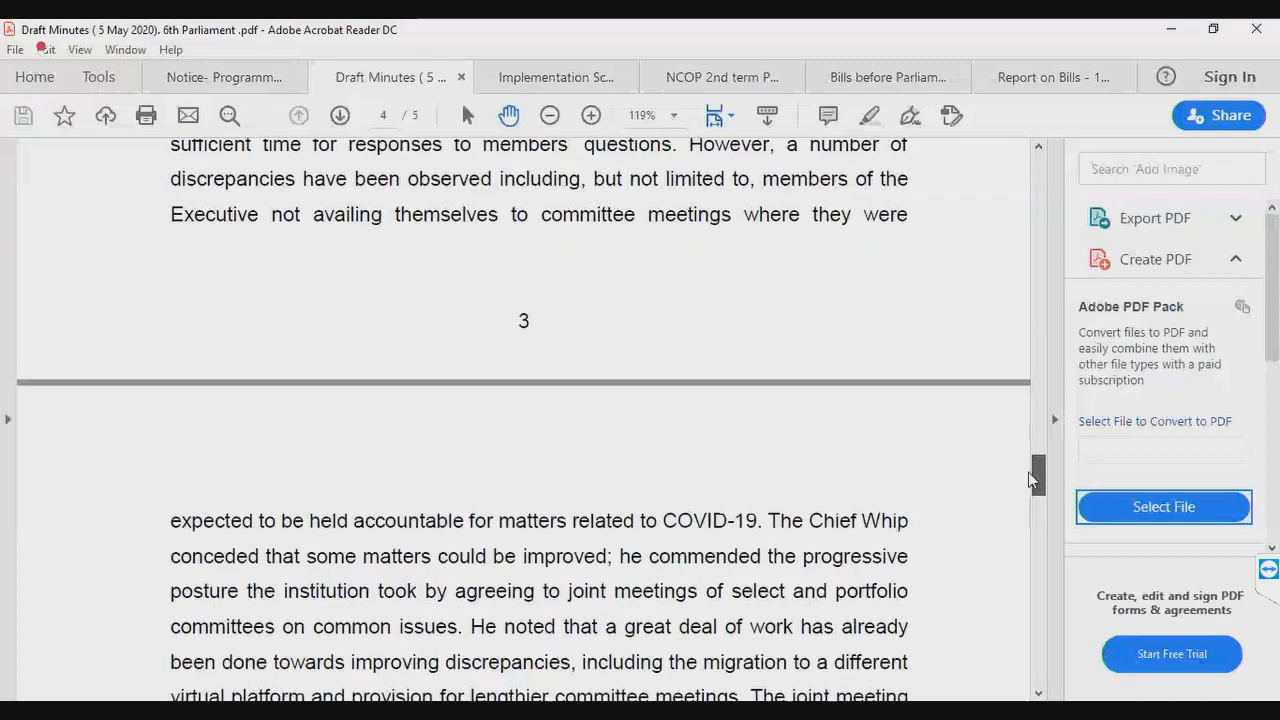 Draft Minutes ( 5 May 2020). 6th Parliament .pdf - Adobe Acrobat Reader DC
File Edit View Window Help
Home Tools Notice- Programm... Draft Minutes ( 5 ... × Implementation Sc... NCOP 2nd term P... Bills before Parliam... Report on Bills - 1... Sign In
4 / 5 119% Share
sufficient time for responses to members' questions. However, a number of
discrepancies have been observed including, but not limited to, members of the
Executive not availing themselves to committee meetings where they were
3
expected to be held accountable for matters related to COVID-19. The Chief Whip
conceded that some matters could be improved; he commended the progressive
posture the institution took by agreeing to joint meetings of select and portfolio
committees on common issues. He noted that a great deal of work has already
been done towards improving discrepancies, including the migration to a different
virtual platform and provision for lengthier committee meetings. The joint meeting
Search 'Add Image'
Export PDF
Create PDF
Adobe PDF Pack
Convert files to PDF and
easily combine them with
other file types with a paid
subscription
Select File to Convert to PDF
Select File
Create, edit and sign PDF
forms & agreements
Start Free Trial